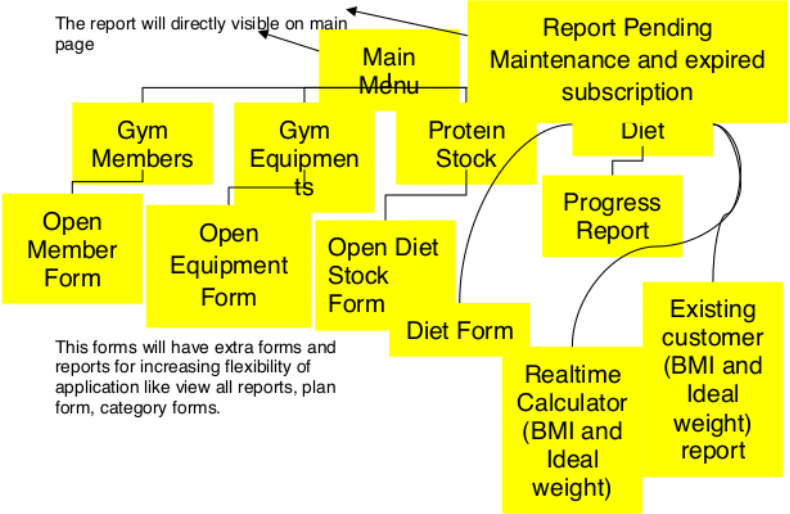 The report will directly visible on main
page
Report Pending
Maintenance and expired
subscription
Main
Menu
Gym
Members
Gym
Equipmen
ts
Protein
Stock
Diet
Open
Member
Form
Open
Equipment
Form
Open Diet
Stock
Form
Diet Form
Progress
Report
Realtime
Calculator
(BMI and
Ideal
weight)
Existing
customer
(BMI and
Ideal
weight)
report
This forms will have extra forms and
reports for increasing flexibility of
application like view all reports, plan
form, category forms.